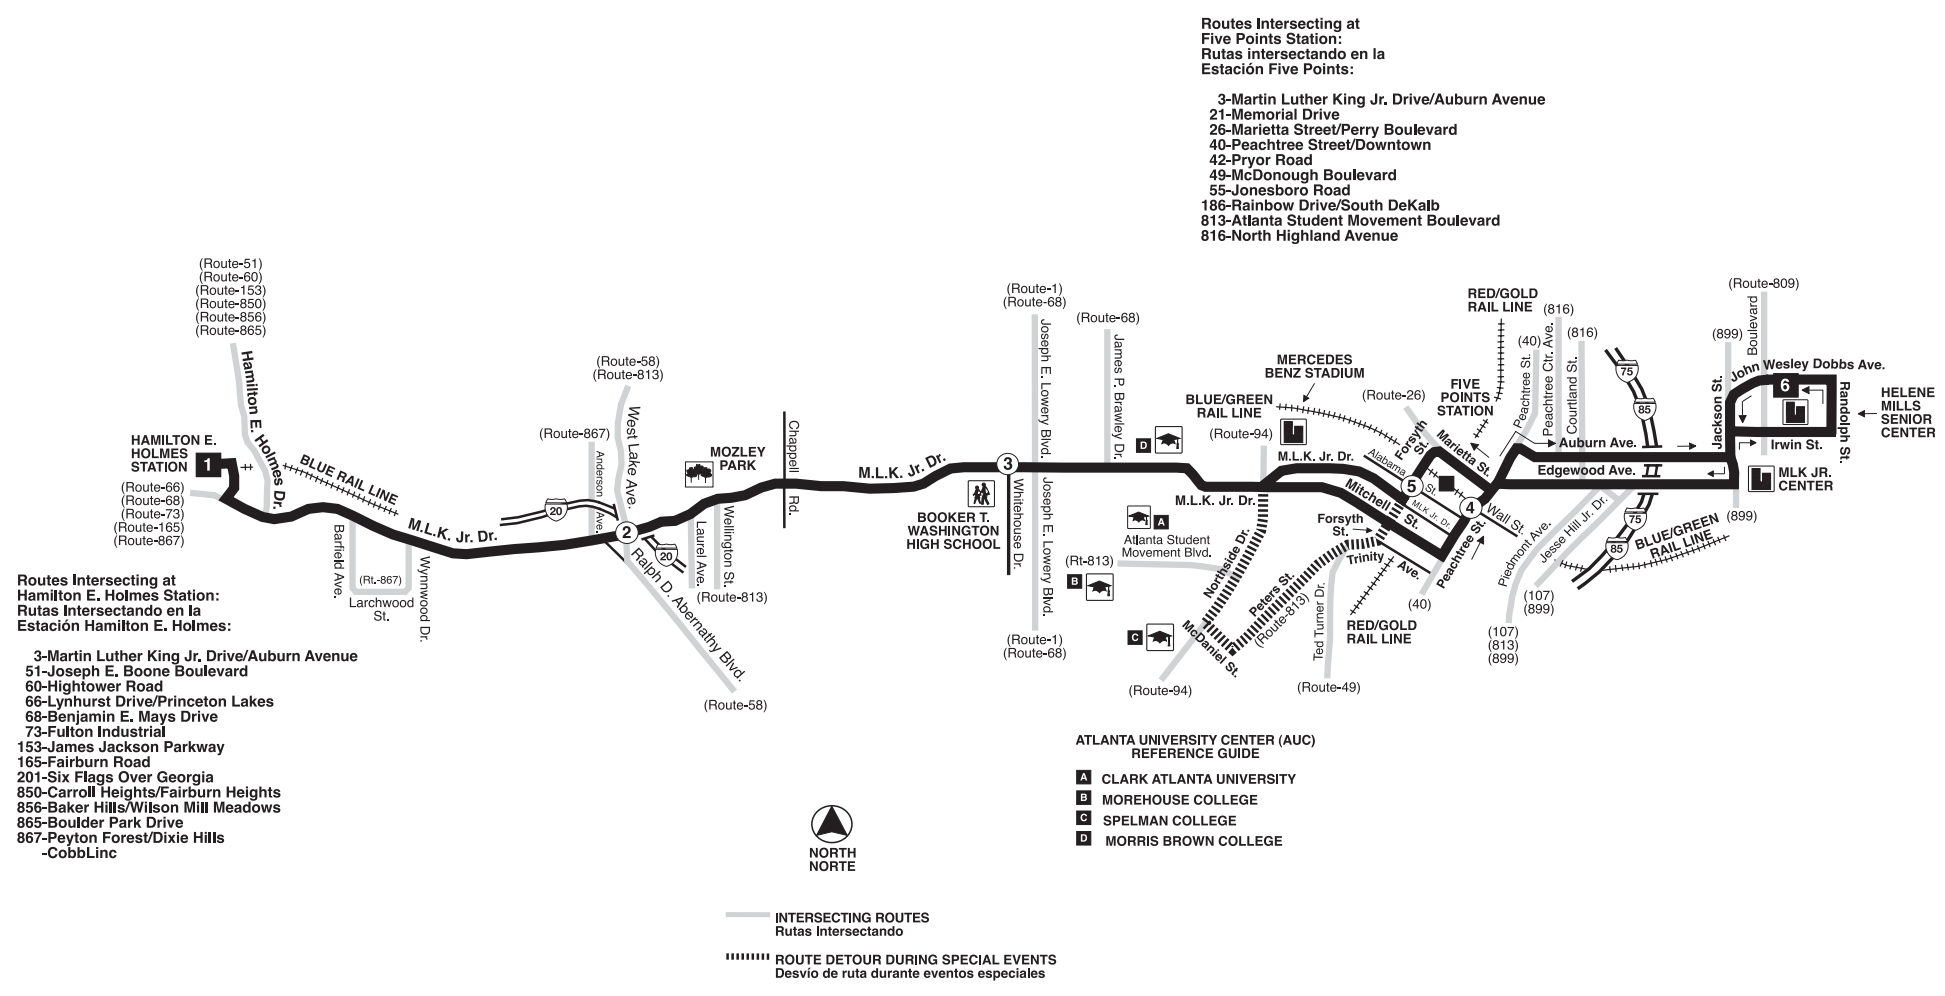 Routes Intersecting at
Five Points Station:
Rutas intersectando en la
Estación Five Points:
3-Martin Luther King Jr. Drive/Auburn Avenue
21-Memorial Drive
26-Marietta Street/Perry Boulevard
40-Peachtree Street/Downtown
42-Pryor Road
49-McDonough Boulevard
55-Jonesboro Road
186-Rainbow Drive/South DeKalb
813-Atlanta Student Movement Boulevard
816-North Highland Avenue
(Route-51)
(Route-60)
(Route-153)
(Route-850)
(Route-856)
(Route-865)
Hamilton E. Holmes Dr.
HAMILTON E.
HOLMES
STATION
1
(Route-66)
(Route-68)
(Route-73)
(Route-165)
(Route-867)
BLUE RAIL LINE
M.L.K. Jr. Dr.
Barfield Ave.
(Rt.-867)
Larchwood
St.
Wynnwood Dr.
20
(Route-867)
Anderson Ave.
(Route-58)
(Route-813)
West Lake Ave.
2
20
Ralph D. Abernathy Blvd.
(Route-58)
MOZLEY
PARK
Laurel Ave.
Wellington St.
(Route-813)
Chappell Rd.
M.L.K. Jr. Dr.
3
BOOKER T.
WASHINGTON
HIGH SCHOOL
Whitehouse Dr.
(Route-1)
(Route-68)
Joseph E. Lowery Blvd.
Joseph E. Lowery Blvd.
(Route-1)
(Route-68)
(Route-68)
James P. Brawley Dr.
D
A
Atlanta Student
Movement Blvd.
(Rt-813)
B
C
(Route-94)
M.L.K. Jr. Dr.
BLUE/GREEN
RAIL LINE
(Route-94)
MERCEDES
BENZ STADIUM
M.L.K. Jr. Dr.
Northside Dr.
McDaniel St.
Peters St.
(Route-813)
Mitchell St.
Forsyth
St.
Trinity Ave.
Ted Turner Dr.
(Route-49)
RED/GOLD
RAIL LINE
(Route-26)
Forsyth
St.
Alabama St.
5
MLK Jr. Dr.
Marietta St.
FIVE
POINTS
STATION
4
Wall St.
Peachtree St.
(40)
RED/GOLD
RAIL LINE
(40)
Peachtree St.
(816)
Peachtree Ctr. Ave.
(816)
Courtland St.
Auburn Ave.
Edgewood Ave.
Piedmont Ave.
(107)
(813)
(899)
Jesse Hill Jr. Dr.
(107)
(899)
75
85
75
85
BLUE/GREEN
RAIL LINE
(899)
Jackson St.
(899)
(Route-809)
Boulevard
John Wesley Dobbs Ave.
6
Randolph St.
Irwin St.
HELENE
MILLS
SENIOR
CENTER
MLK JR.
CENTER
Routes Intersecting at
Hamilton E. Holmes Station:
Rutas Intersectando en la
Estación Hamilton E. Holmes:
3-Martin Luther King Jr. Drive/Auburn Avenue
51-Joseph E. Boone Boulevard
60-Hightower Road
66-Lynhurst Drive/Princeton Lakes
68-Benjamin E. Mays Drive
73-Fulton Industrial
153-James Jackson Parkway
165-Fairburn Road
201-Six Flags Over Georgia
850-Carroll Heights/Fairburn Heights
856-Baker Hills/Wilson Mill Meadows
865-Boulder Park Drive
867-Peyton Forest/Dixie Hills
-CobbLinc
NORTH
NORTE
ATLANTA UNIVERSITY CENTER (AUC)
REFERENCE GUIDE
A CLARK ATLANTA UNIVERSITY
B MOREHOUSE COLLEGE
C SPELMAN COLLEGE
D MORRIS BROWN COLLEGE
INTERSECTING ROUTES
Rutas Intersectando
ROUTE DETOUR DURING SPECIAL EVENTS
Desvío de ruta durante eventos especiales